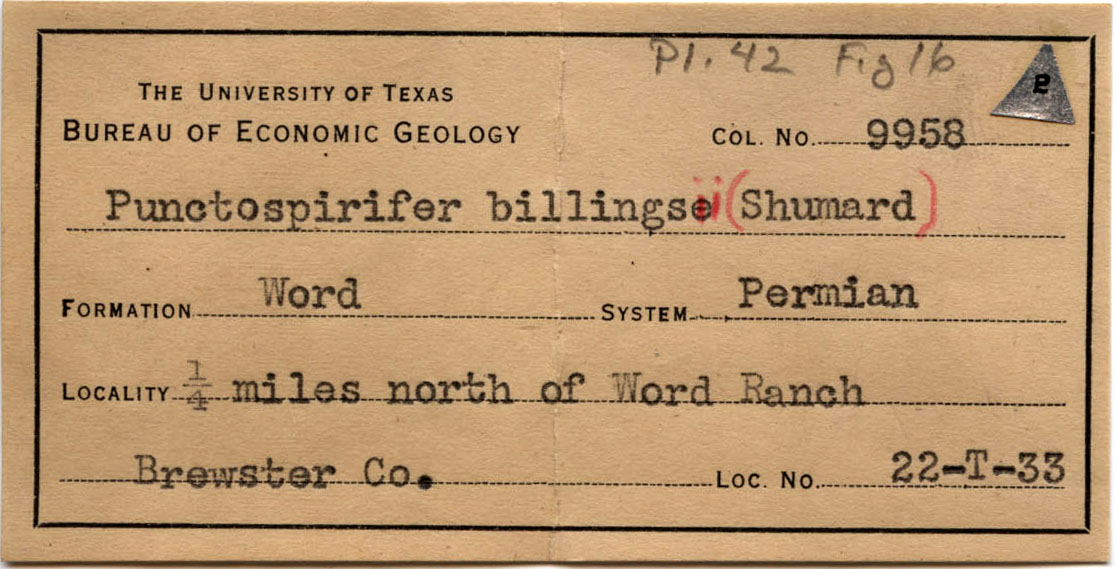 Pl. 42 Fig 16
P
THE UNIVERSITY OF TEXAS
BUREAU OF ECONOMIC GEOLOGY
COL. NO. 9958
Punctospirifer billingsii (Shumard)
FORMATION Word SYSTEM Permian
LOCALITY 1/4 miles north of Word Ranch
Brewster Co. LOC. NO. 22-T-33